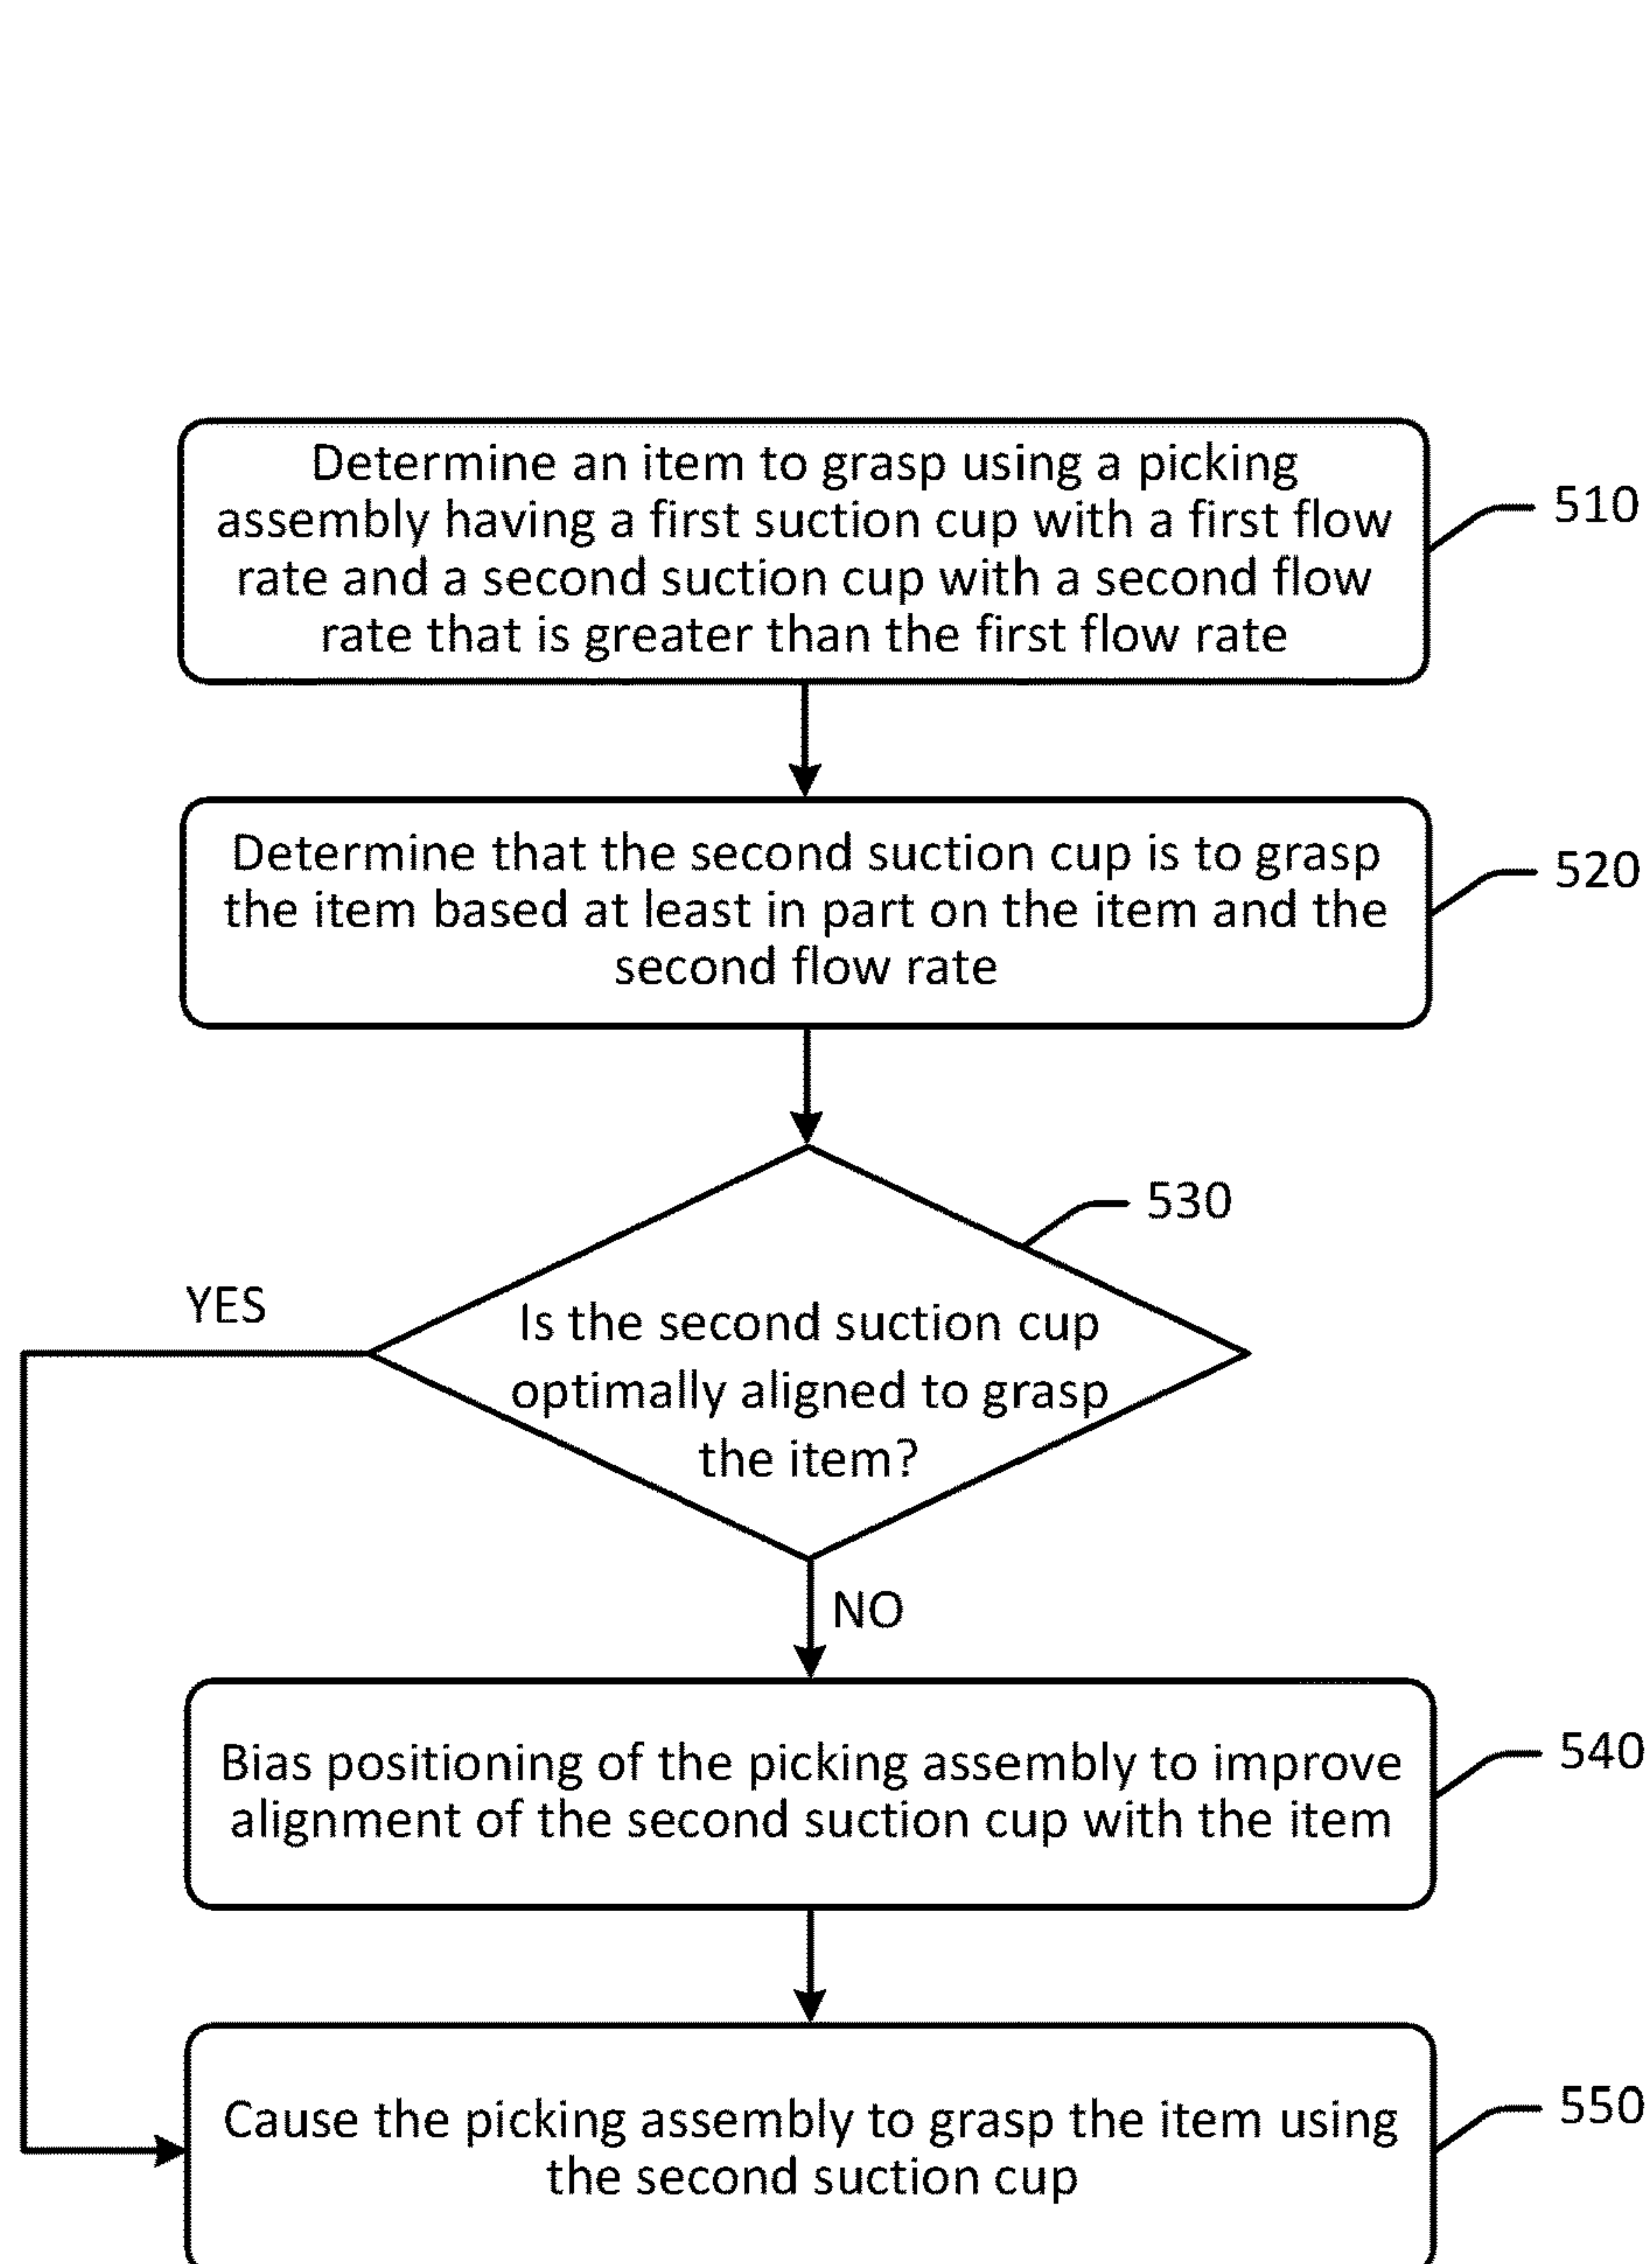 Determine an item to grasp using a picking
assembly having a first suction cup with a first flow
rate and a second suction cup with a second flow
rate that is greater than the first flow rate
510
Determine that the second suction cup is to grasp
the item based at least in part on the item and the
second flow rate
520
530
YES
Is the second suction cup
optimally aligned to grasp
the item?
NO
Bias positioning of the picking assembly to improve
alignment of the second suction cup with the item
540
Cause the picking assembly to grasp the item using
the second suction cup
550